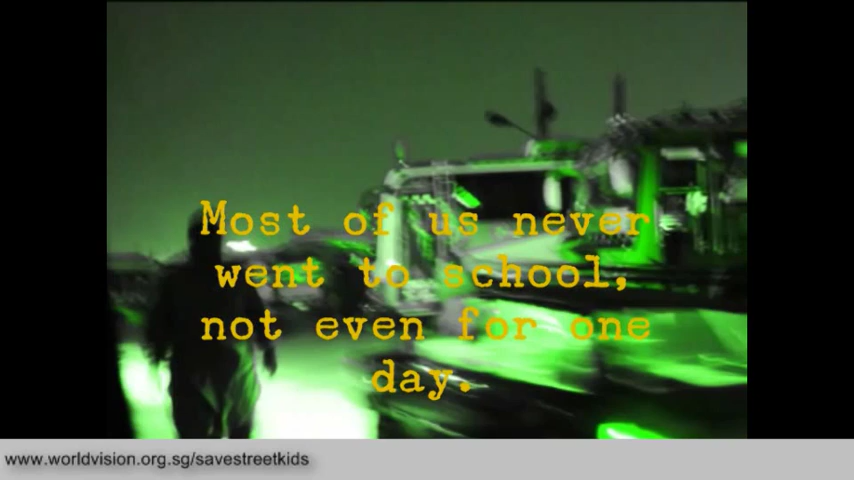 Most of us never
went to school,
not even for one
day.
www.worldvision.org.sg/savestreetkids